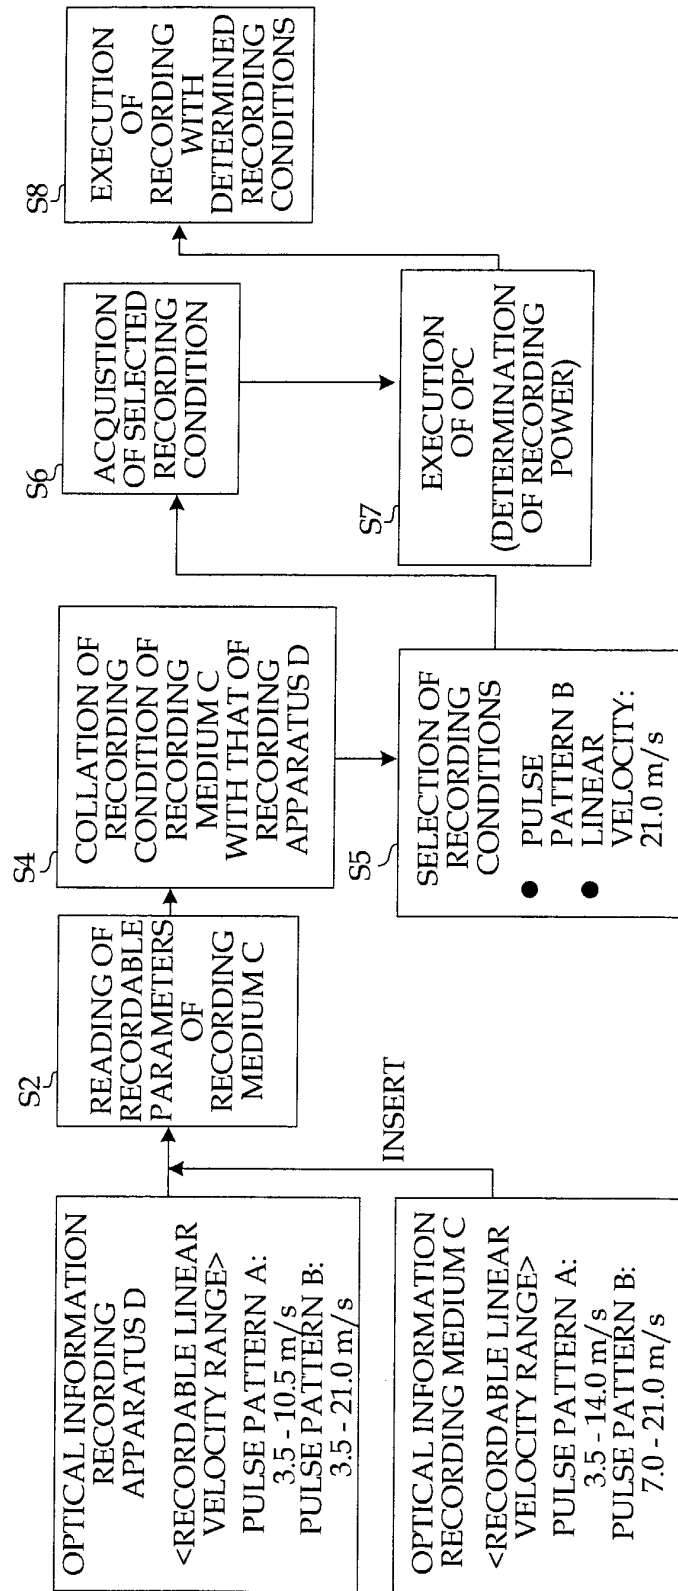 OPTICAL INFORMATION
RECORDING
APPARATUS D
<RECORDABLE LINEAR
VELOCITY RANGE>
PULSE PATTERN A:
3.5 - 10.5 m/s
PULSE PATTERN B:
3.5 - 21.0 m/s
OPTICAL INFORMATION
RECORDING MEDIUM C
<RECORDABLE LINEAR
VELOCITY RANGE>
PULSE PATTERN A:
3.5 - 14.0 m/s
PULSE PATTERN B:
7.0 - 21.0 m/s
INSERT
S2
READING OF
RECORDABLE
PARAMETERS
OF
RECORDING
MEDIUM C
S4
COLLATION OF
RECORDING
CONDITION OF
RECORDING
MEDIUM C
WITH THAT OF
RECORDING
APPARATUS D
S5
SELECTION OF
RECORDING
CONDITIONS
● PULSE
PATTERN B
● LINEAR
VELOCITY:
21.0 m/s
S6
ACQUISTION
OF SELECTED
RECORDING
CONDITION
S7
EXECUTION
OF OPC
(DETERMINATION
OF RECORDING
POWER)
S8
EXECUTION
OF
RECORDING
WITH
DETERMINED
RECORDING
CONDITIONS